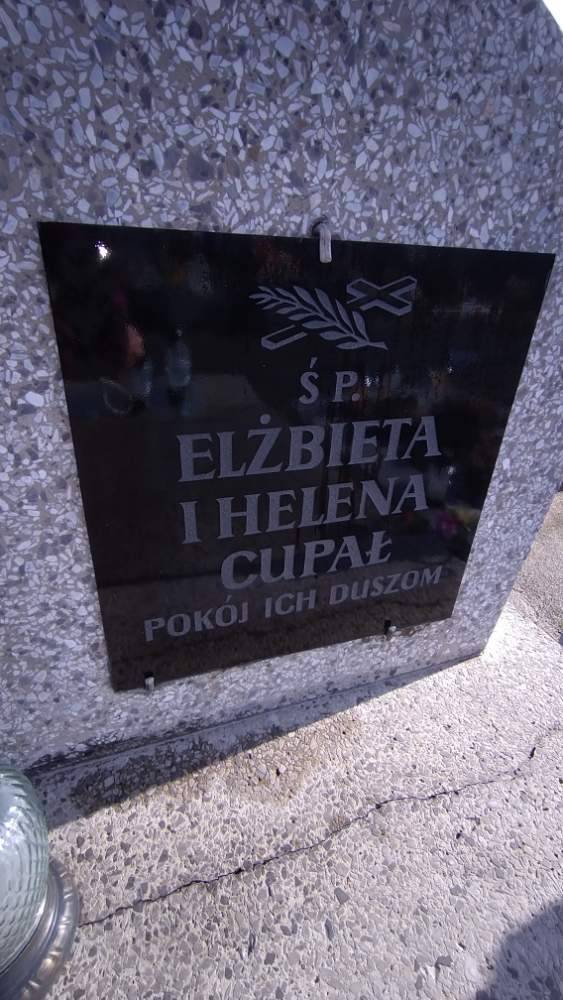 Ś P.
ELŻBIETA
I HELENA
CUPAŁ
POKÓJ ICH DUSZOM